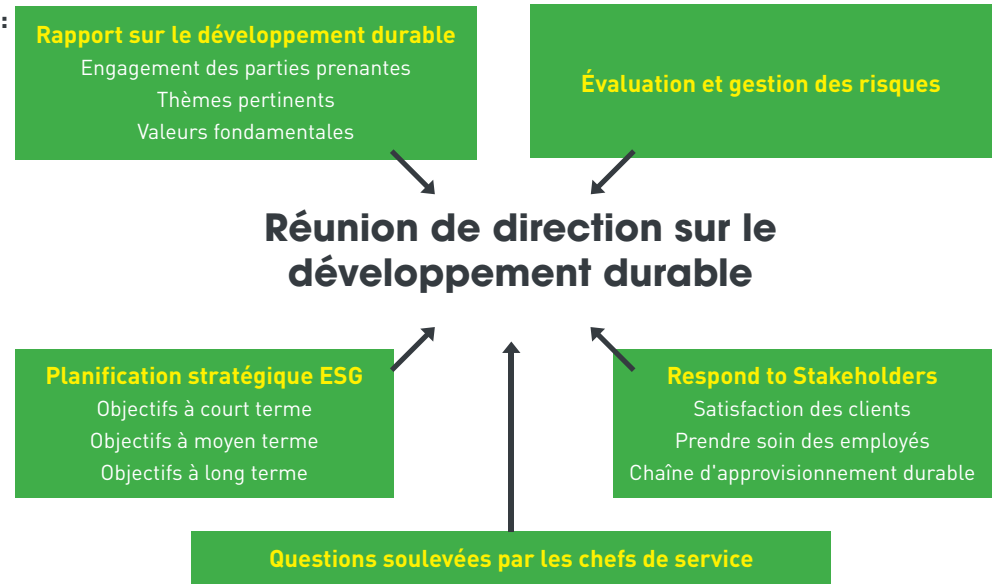 :
Rapport sur le développement durable
Engagement des parties prenantes
Thèmes pertinents
Valeurs fondamentales
Évaluation et gestion des risques
Réunion de direction sur le
développement durable
Planification stratégique ESG
Objectifs à court terme
Objectifs à moyen terme
Objectifs à long terme
Respond to Stakeholders
Satisfaction des clients
Prendre soin des employés
Chaîne d'approvisionnement durable
Questions soulevées par les chefs de service